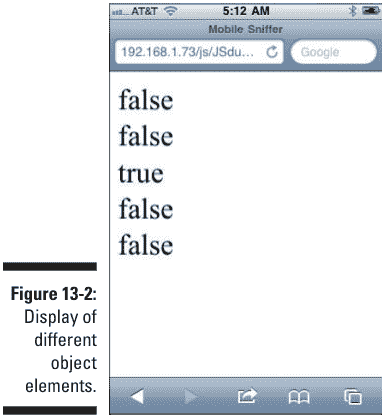 AT&T 5:12 AM
Mobile Sniffer
192.168.1.73/js/JSdu... Google
false
false
true
false
false
Figure 13-2:
Display of
different
object
elements.